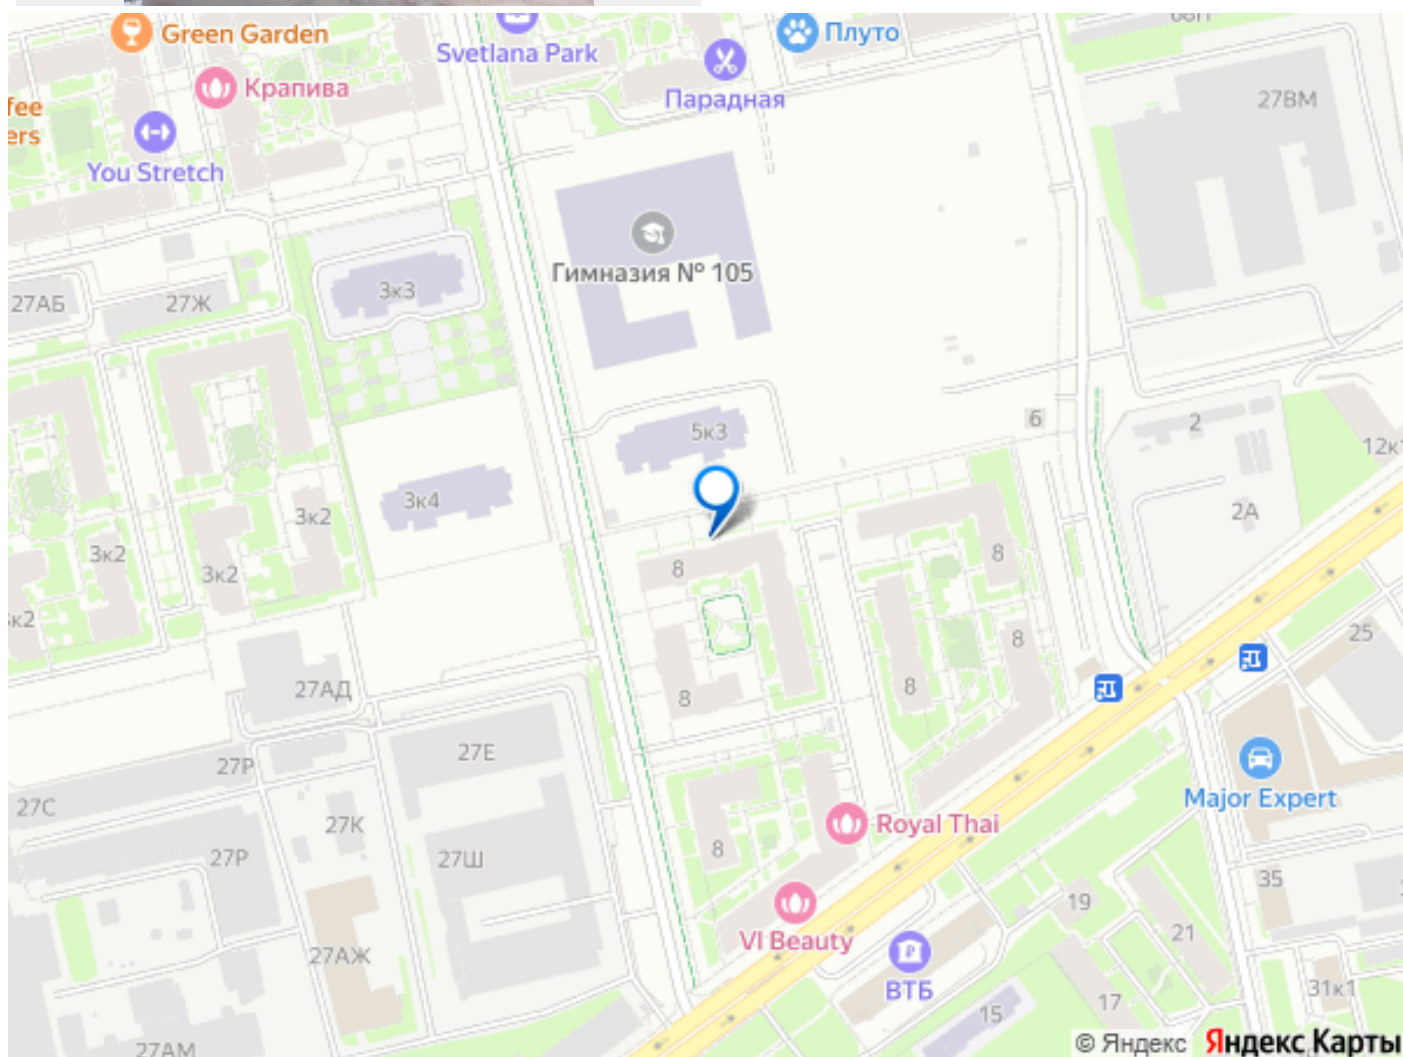 Green Garden
Svetlana Park
Плуто
Крапива
Парадная
27ВМ
fee
ers
You Stretch
Гимназия № 105
3к3
27АБ
27Ж
5к3
6
2
12к1
3к4
3к2
2А
3к2
3к2
8
8
к2
8
25
27АД
8
8
27Е
27Р
Major Expert
27С
27К
Royal Thai
27Р
27Ш
8
35
19
VI Beauty
21
27АЖ
ВТБ
31к1
17
15
27АМ
© Яндекс Яндекс Карты